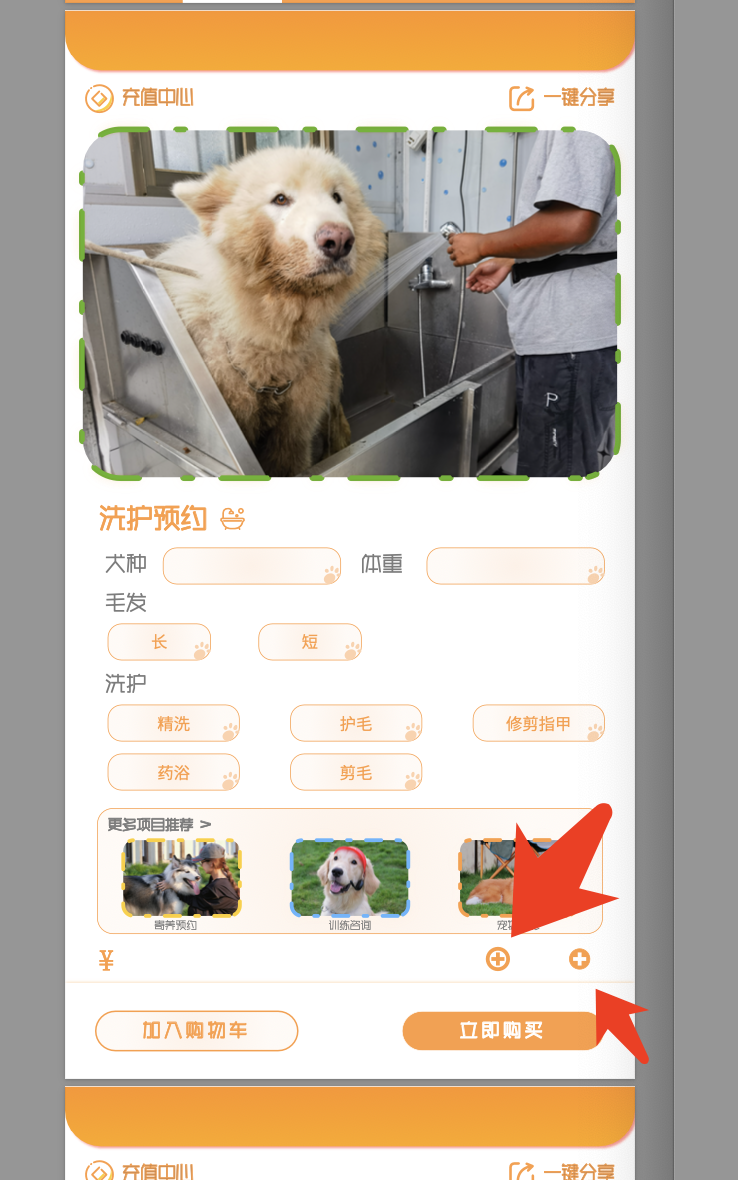 充值中心 一键分享
P
洗护预约
犬种 体重
毛发
长 短
洗护
精洗 护毛 修剪指甲
药浴 剪毛
更多项目推荐 >
寄养预约 训练咨询
¥
加入购物车 立即购买
充值中心 一键分享